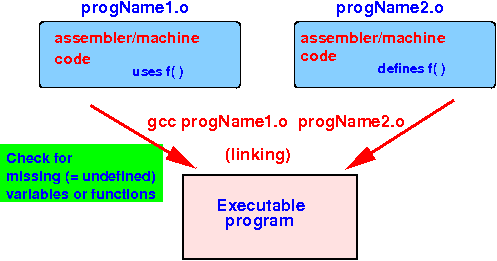 progName1.o
progName2.o
assembler/machine
code
uses f( )
assembler/machine
code
defines f( )
gcc progName1.o progName2.o
(linking)
Check for
missing (= undefined)
variables or functions
Executable
program